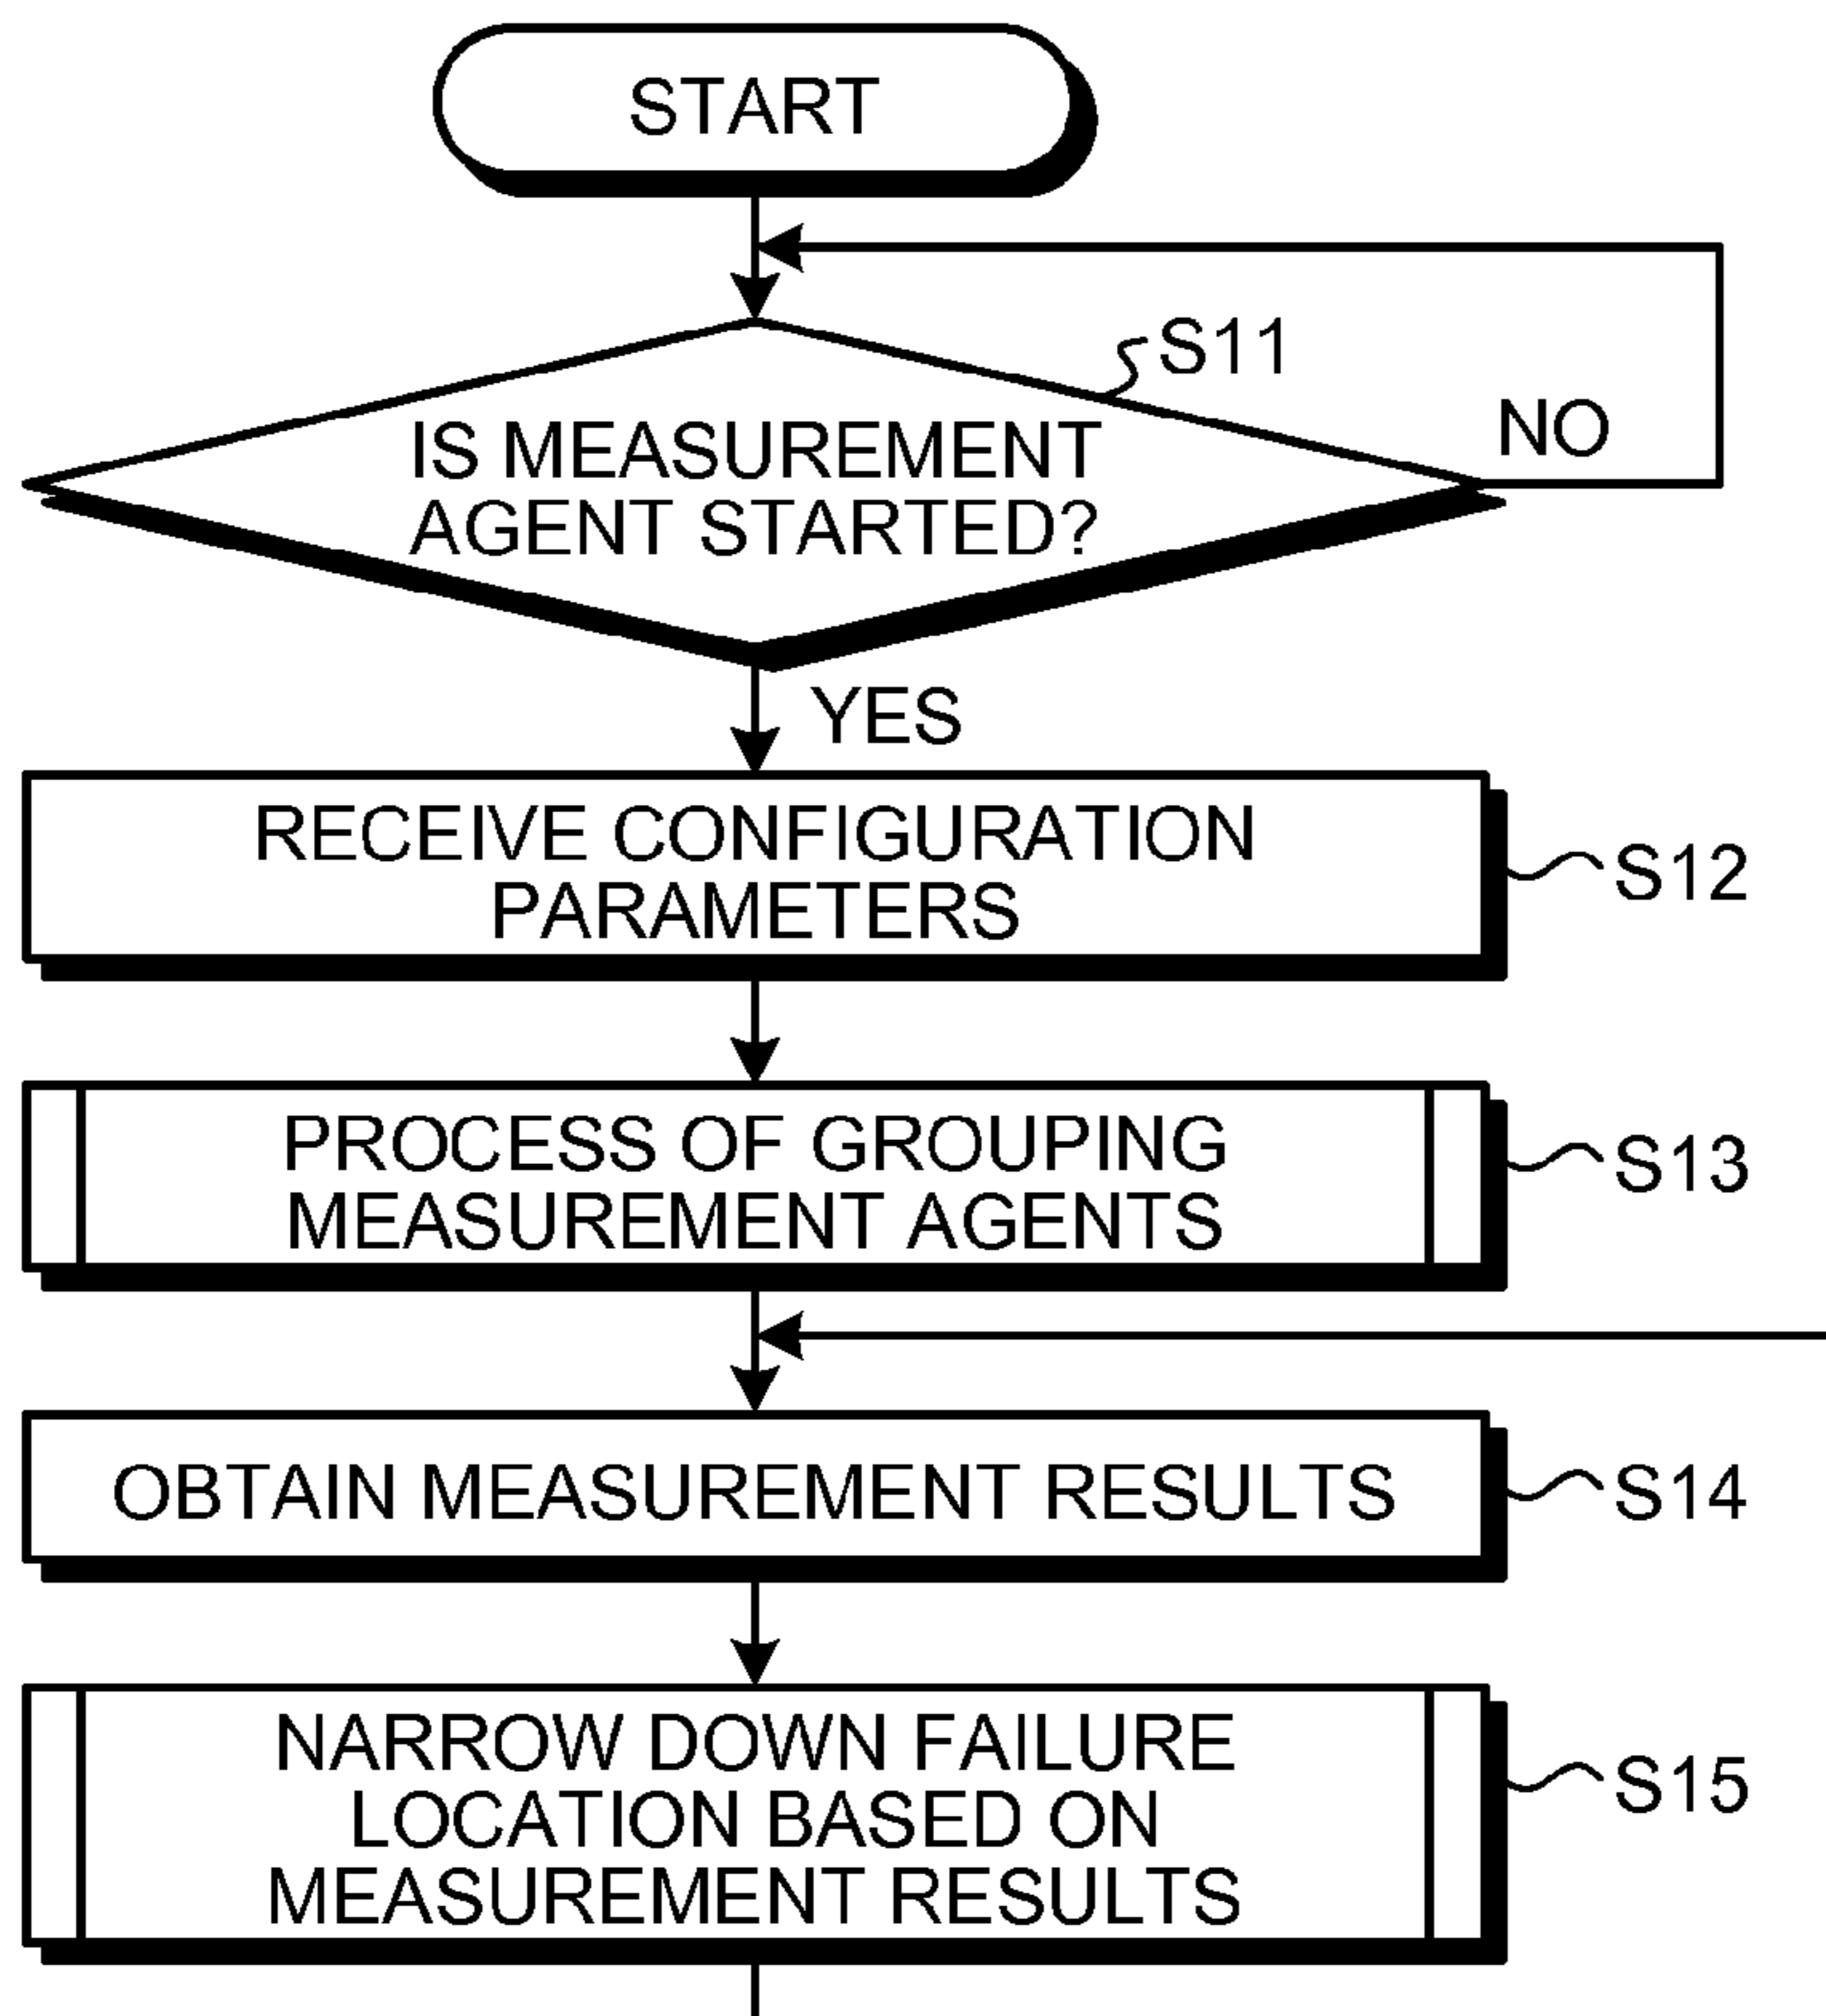 START
S11
IS MEASUREMENT
AGENT STARTED?
NO
YES
RECEIVE CONFIGURATION
PARAMETERS
S12
PROCESS OF GROUPING
MEASUREMENT AGENTS
S13
OBTAIN MEASUREMENT RESULTS
S14
NARROW DOWN FAILURE
LOCATION BASED ON
MEASUREMENT RESULTS
S15